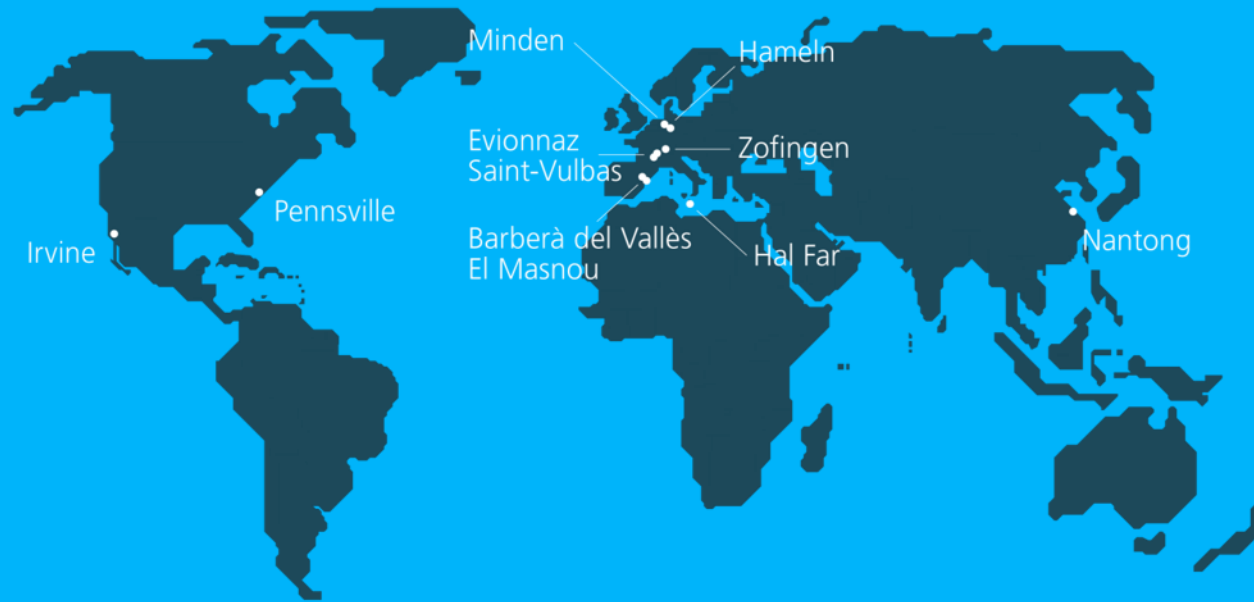 Minden
Hameln
Evionnaz
Saint-Vulbas
Zofingen
Pennsville
Irvine
Barberà del Vallès
El Masnou
Hal Far
Nantong